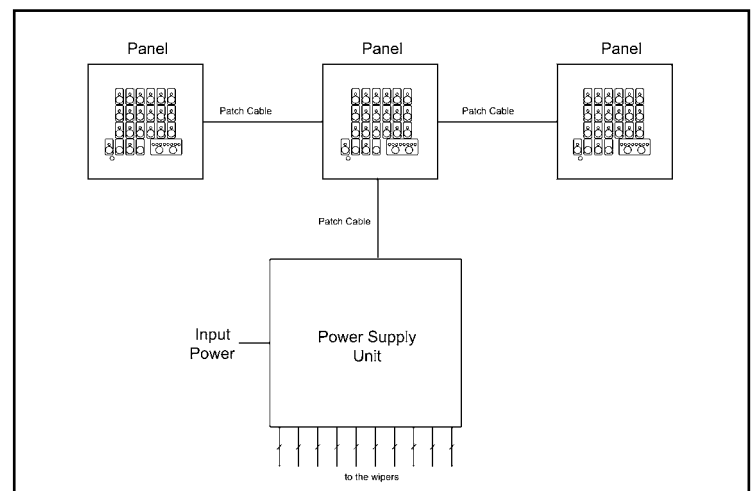 Panel
Panel
Panel
Patch Cable
Patch Cable
Patch Cable
Input
Power
Power Supply
Unit
to the wipers